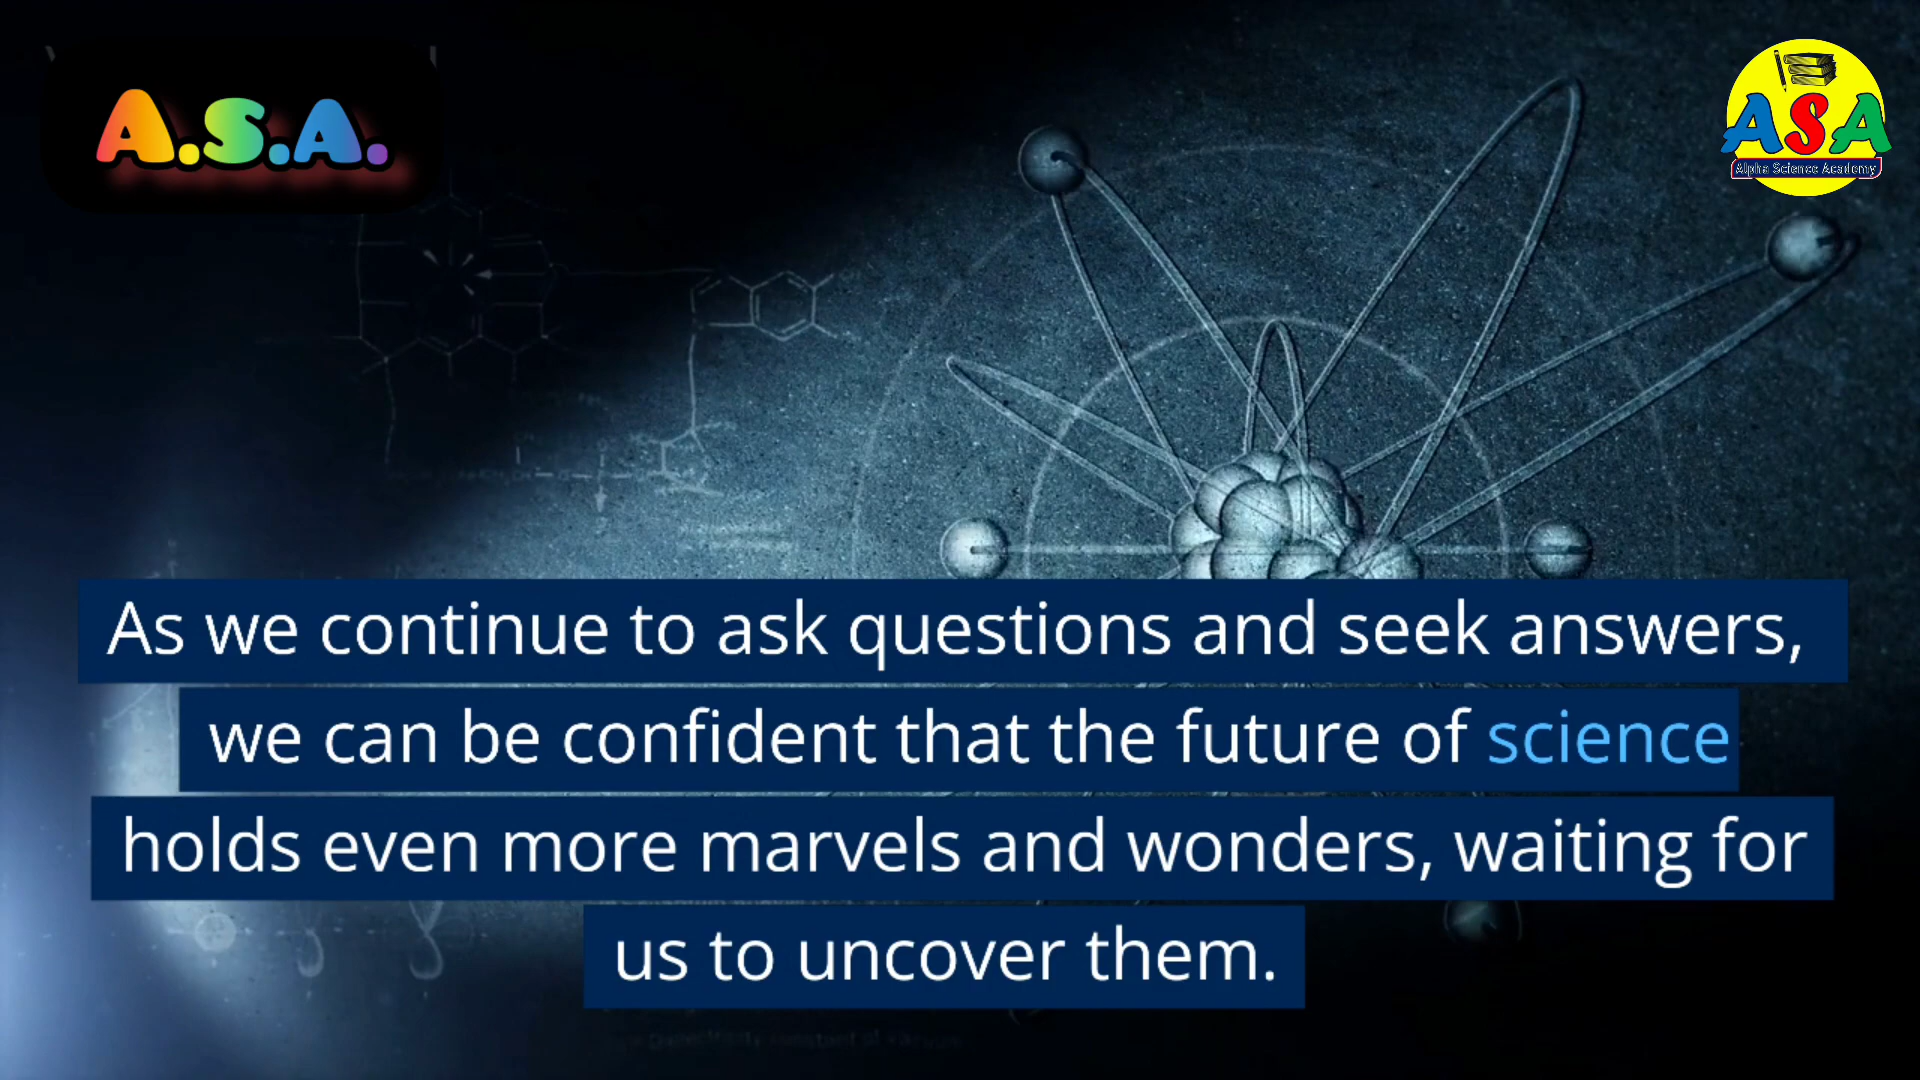 A.S.A.
ASA
Alpha Science Academy
As we continue to ask questions and seek answers,
we can be confident that the future of science
holds even more marvels and wonders, waiting for
us to uncover them.